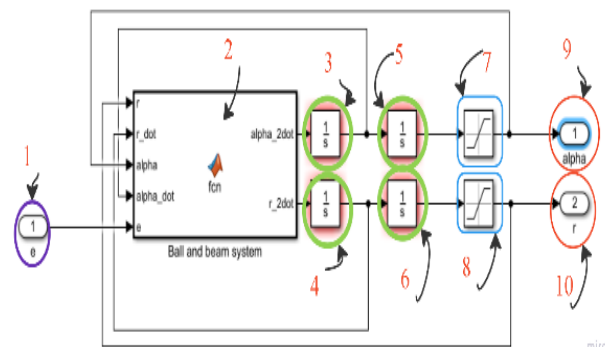 1
2
3
5
7
9
r
r_dot
alpha
alpha_dot
e
fcn
alpha_2dot
r_2dot
1
s
1
s
1
alpha
1
s
1
s
2
r
1
e
Ball and beam system
4
6
8
10
miro